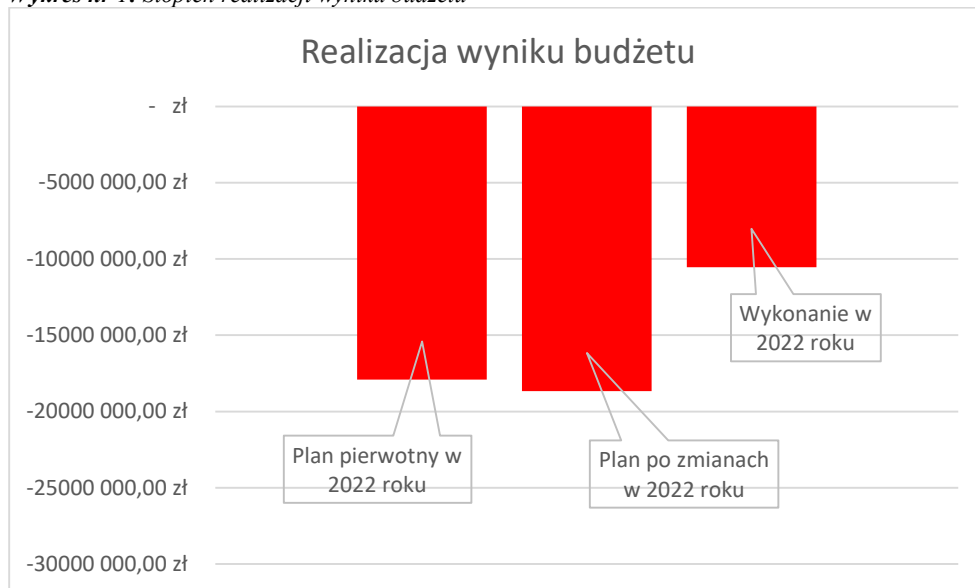 Realizacja wyniku budżetu
- zł
-5000 000,00 zł
-10000 000,00 zł
-15000 000,00 zł
-20000 000,00 zł
-25000 000,00 zł
-30000 000,00 zł
Plan pierwotny w
2022 roku
Plan po zmianach
w 2022 roku
Wykonanie w
2022 roku